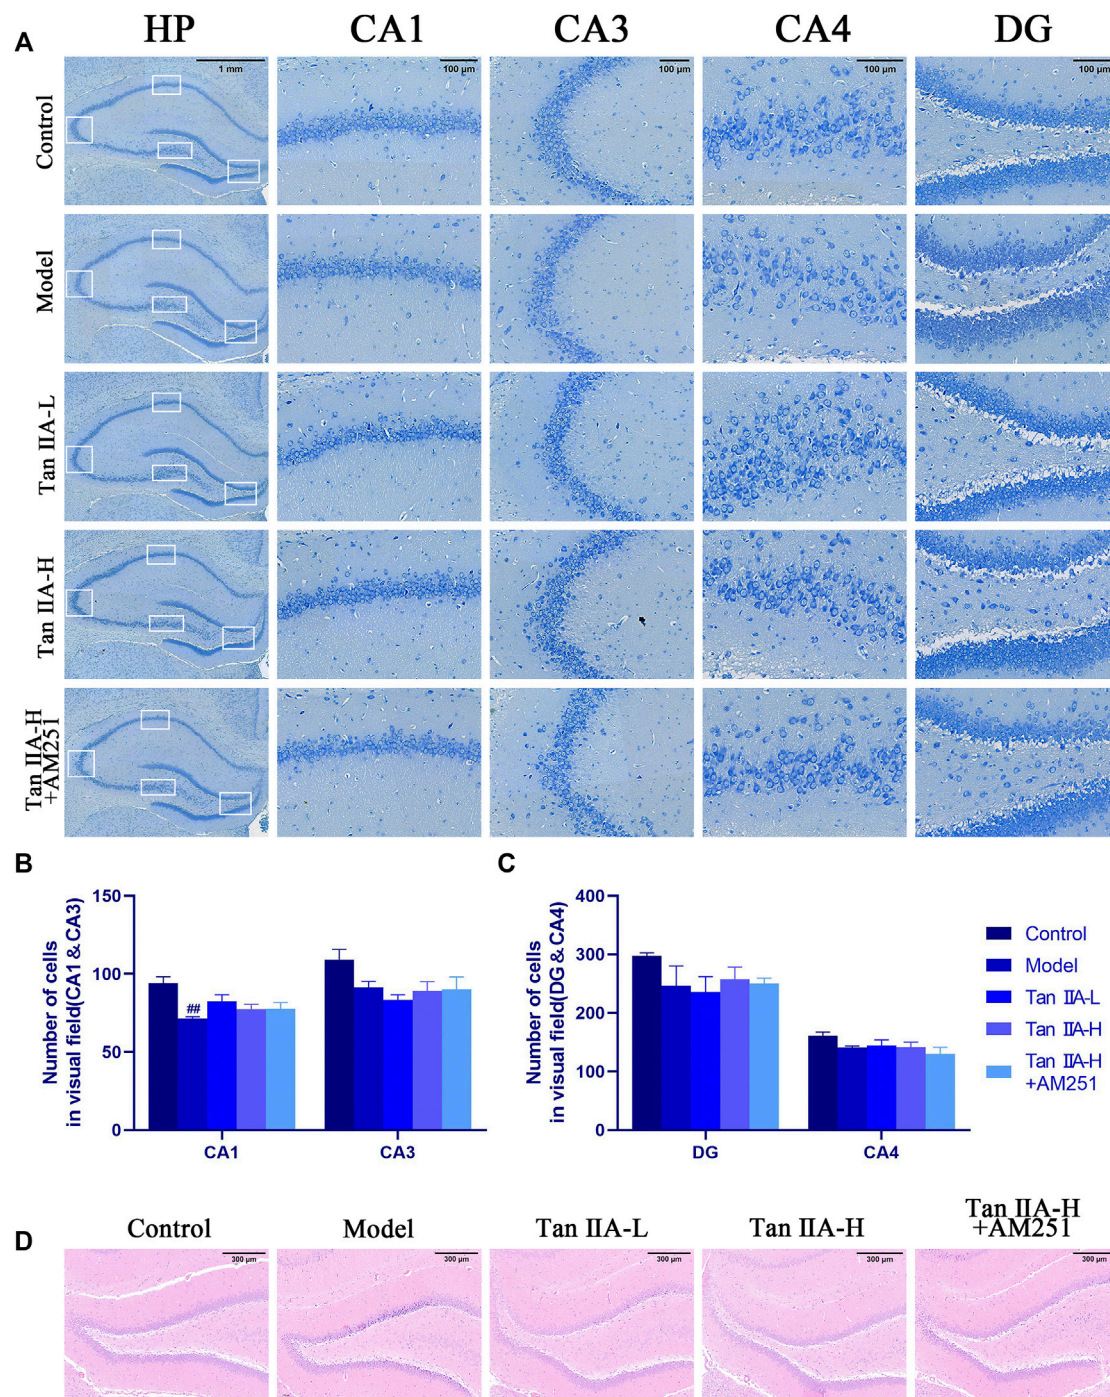 A
HP
CA1
CA3
CA4
DG
1 mm
100 μm
100 μm
100 μm
100 μm
Control
Model
Tan IIA-L
Tan IIA-H
Tan IIA-H
+AM251
B
Number of cells
in visual field(CA1&CA3)
150
100
50
0
##
CA1
CA3
C
Number of cells
in visual field(DG&CA4)
400
300
200
100
0
DG
CA4
Control
Model
Tan IIA-L
Tan IIA-H
Tan IIA-H
+AM251
D
Control
Model
Tan IIA-L
Tan IIA-H
Tan IIA-H
+AM251
300 μm
300 μm
300 μm
300 μm
300 μm